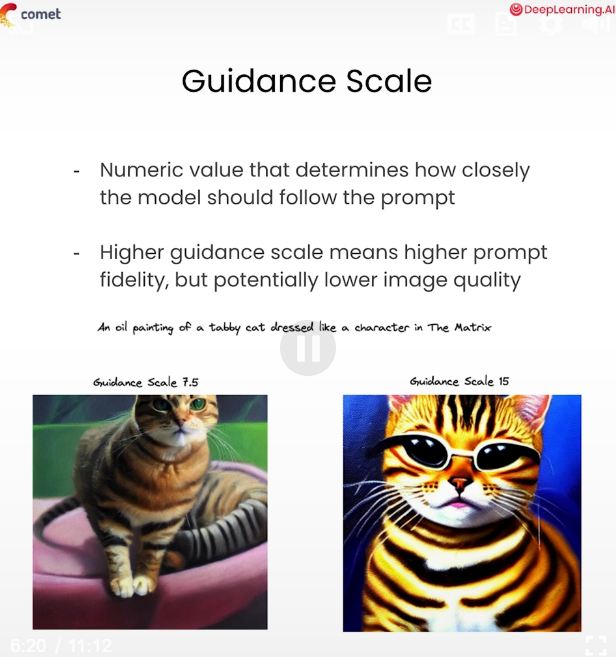 comet
DeepLearning.AI
Guidance Scale
- Numeric value that determines how closely
the model should follow the prompt
- Higher guidance scale means higher prompt
fidelity, but potentially lower image quality
An oil painting of a tabby cat dressed like a character in The Matrix
Guidance Scale 7.5
Guidance Scale 15
6:20 / 11:12